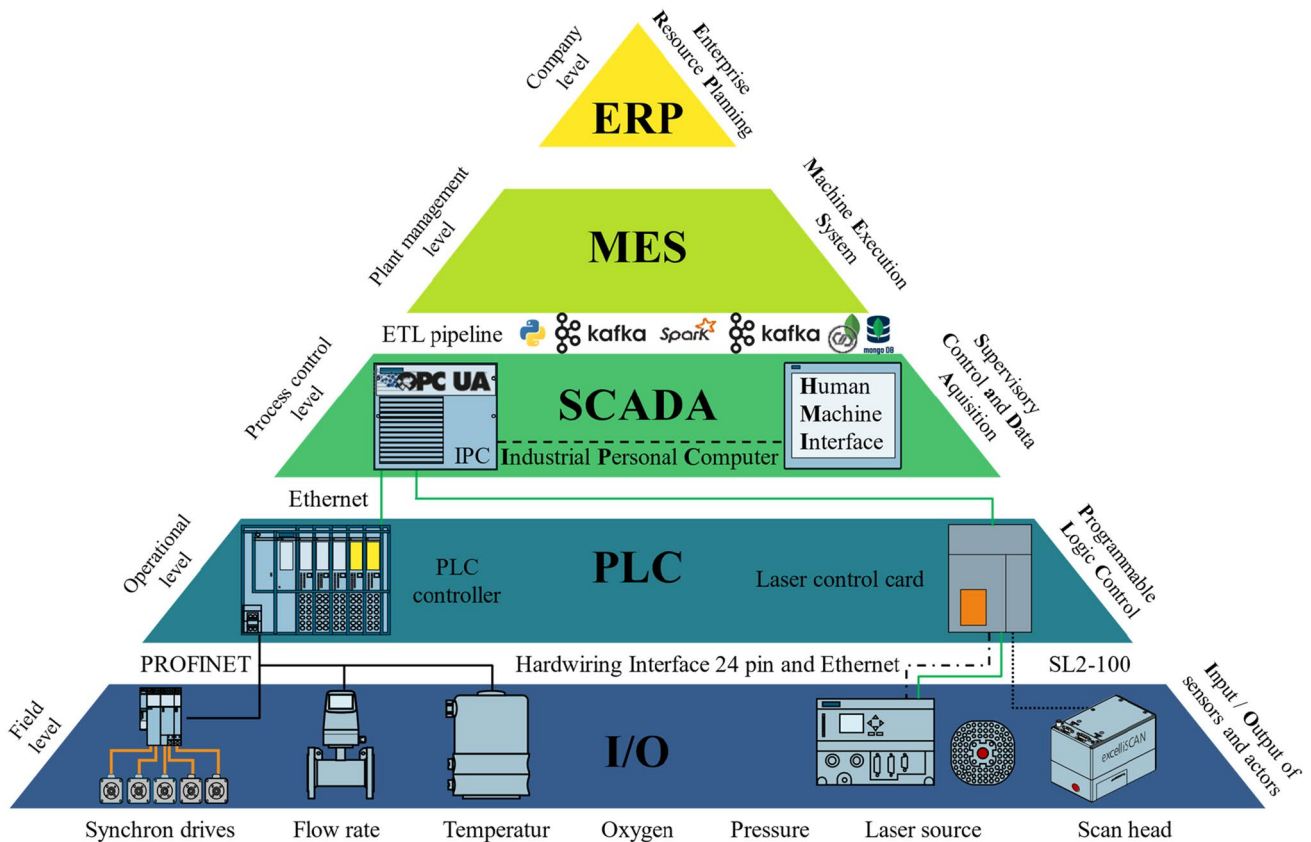 Company
level
Enterprise
Resource Planning
ERP
Plant management
level
Machine Execution
System
MES
ETL pipeline
kafka
Spark
kafka
mongo DB
Process control
level
Supervisory
Control and Data
Aquisition
OPC UA
SCADA
Human
Machine
Interface
IPC
Industrial Personal Computer
Ethernet
Operational
level
Programmable
Logic Control
PLC
PLC
controller
Laser control card
PROFINET
Hardwiring Interface 24 pin and Ethernet
SL2-100
Field
level
Input / Output of
sensors and actors
I/O
excelliSCAN
Synchron drives
Flow rate
Temperatur
Oxygen
Pressure
Laser source
Scan head